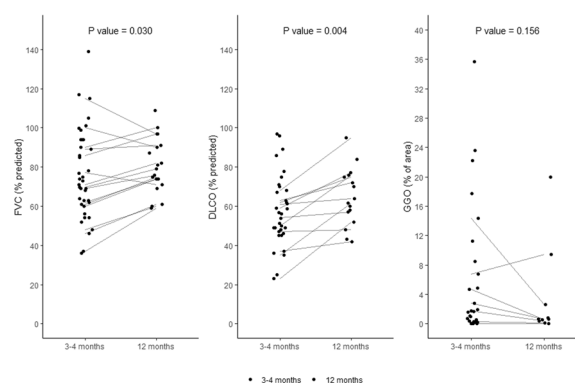 P value = 0.030
FVC (% predicted)
140
120
100
80
60
40
20
0
3-4 months
12 months
P value = 0.004
DLCO (% predicted)
140
120
100
80
60
40
20
0
3-4 months
12 months
P value = 0.156
GGO (% of area)
40
36
32
28
24
20
16
12
8
4
0
3-4 months
12 months
3-4 months
12 months